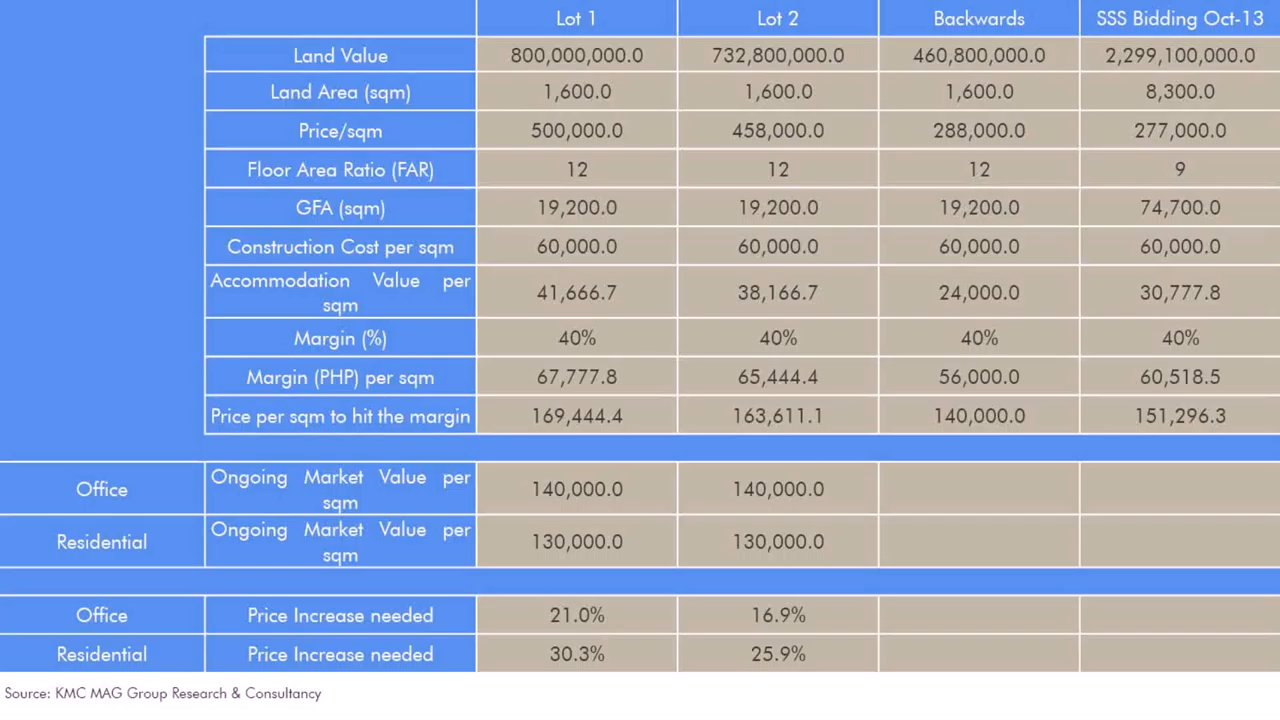 Lot 1 Lot 2 Backwards SSS Bidding Oct-13
Land Value 800,000,000.0 732,800,000.0 460,800,000.0 2,299,100,000.0
Land Area (sqm) 1,600.0 1,600.0 1,600.0 8,300.0
Price/sqm 500,000.0 458,000.0 288,000.0 277,000.0
Floor Area Ratio (FAR) 12 12 12 9
GFA (sqm) 19,200.0 19,200.0 19,200.0 74,700.0
Construction Cost per sqm 60,000.0 60,000.0 60,000.0 60,000.0
Accommodation Value per
sqm 41,666.7 38,166.7 24,000.0 30,777.8
Margin (%) 40% 40% 40% 40%
Margin (PHP) per sqm 67,777.8 65,444.4 56,000.0 60,518.5
Price per sqm to hit the margin 169,444.4 163,611.1 140,000.0 151,296.3
Office Ongoing Market Value per
sqm 140,000.0 140,000.0
Residential Ongoing Market Value per
sqm 130,000.0 130,000.0
Office Price Increase needed 21.0% 16.9%
Residential Price Increase needed 30.3% 25.9%
Source: KMC MAG Group Research & Consultancy